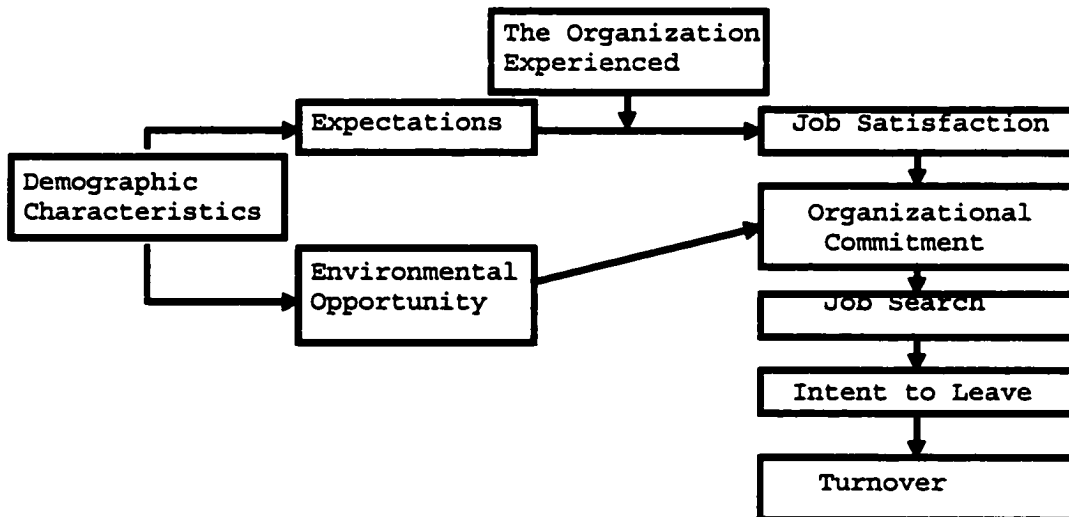 The Organization
Experienced
Expectations
Job Satisfaction
Demographic
Characteristics
Organizational
Commitment
Environmental
Opportunity
Job Search
Intent to Leave
Turnover